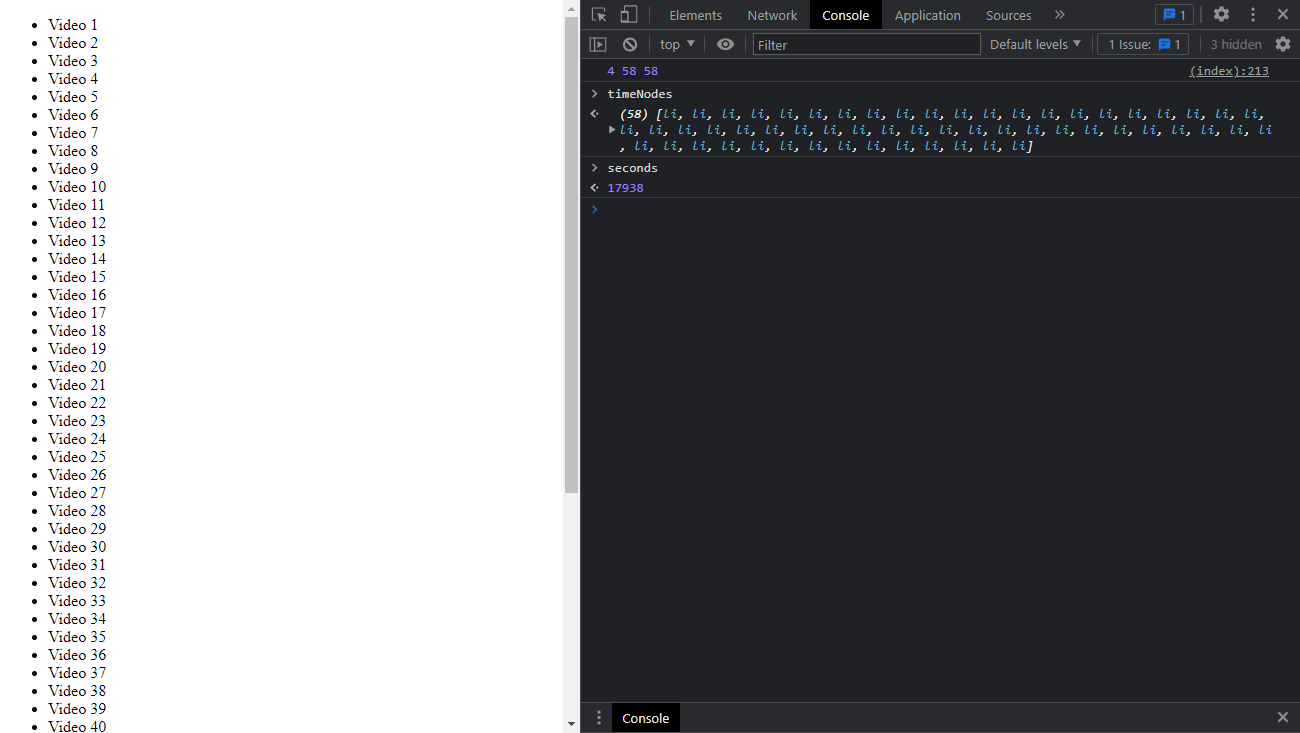 Video 1
Video 2
Video 3
Video 4
Video 5
Video 6
Video 7
Video 8
Video 9
Video 10
Video 11
Video 12
Video 13
Video 14
Video 15
Video 16
Video 17
Video 18
Video 19
Video 20
Video 21
Video 22
Video 23
Video 24
Video 25
Video 26
Video 27
Video 28
Video 29
Video 30
Video 31
Video 32
Video 33
Video 34
Video 35
Video 36
Video 37
Video 38
Video 39
Video 40
Elements Network Console Application Sources 1
top Filter Default levels 1 Issue: 1 3 hidden
4 58 58 (index):213
timeNodes
(58) [li, li, li, li, li, li, li, li, li, li, li, li, li, li, li, li, li, li, li, li, li,
li, li, li, li, li, li, li, li, li, li, li, li, li, li, li, li, li, li, li, li, li, li, li
, li, li, li, li, li, li, li, li, li, li, li, li, li, li]
seconds
17938
Console